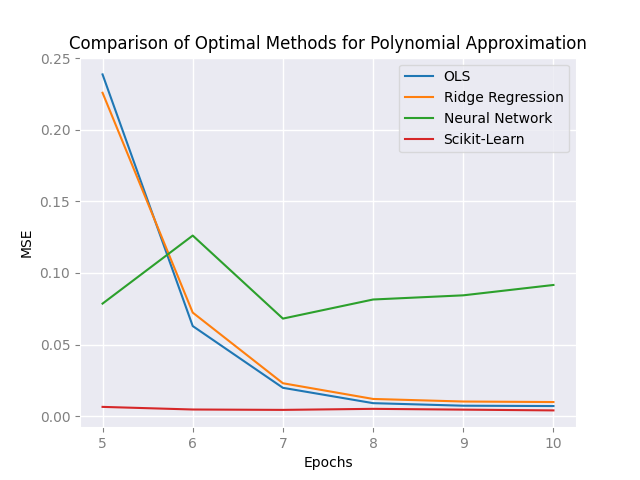 Comparison of Optimal Methods for Polynomial Approximation
OLS
Ridge Regression
Neural Network
Scikit-Learn
MSE
0.25
0.20
0.15
0.10
0.05
0.00
5 6 7 8 9 10
Epochs